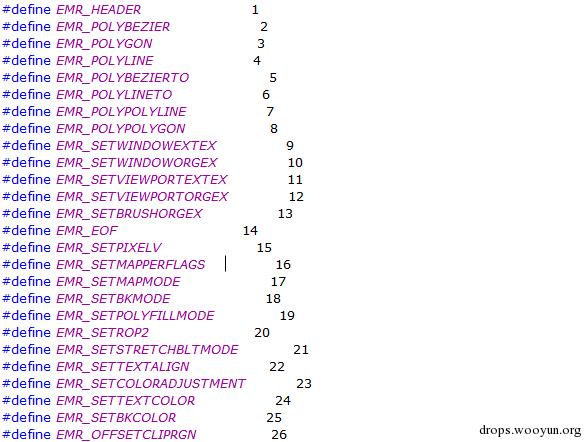 #define EMR_HEADER 1
#define EMR_POLYBEZIER 2
#define EMR_POLYGON 3
#define EMR_POLYLINE 4
#define EMR_POLYBEZIERTO 5
#define EMR_POLYLINETO 6
#define EMR_POLYPOLYLINE 7
#define EMR_POLYPOLYGON 8
#define EMR_SETWINDOWEXTEX 9
#define EMR_SETWINDOWORGEX 10
#define EMR_SETVIEWPORTEXTEX 11
#define EMR_SETVIEWPORTORGEX 12
#define EMR_SETBRUSHORGEX 13
#define EMR_EOF 14
#define EMR_SETPIXELV 15
#define EMR_SETMAPPERFLAGS 16
#define EMR_SETMAPMODE 17
#define EMR_SETBKMODE 18
#define EMR_SETPOLYFILLMODE 19
#define EMR_SETROP2 20
#define EMR_SETSTRETCHBLTMODE 21
#define EMR_SETTEXTALIGN 22
#define EMR_SETCOLORADJUSTMENT 23
#define EMR_SETTEXTCOLOR 24
#define EMR_SETBKCOLOR 25
#define EMR_OFFSETCLIPRGN 26
drops.wooyun.org